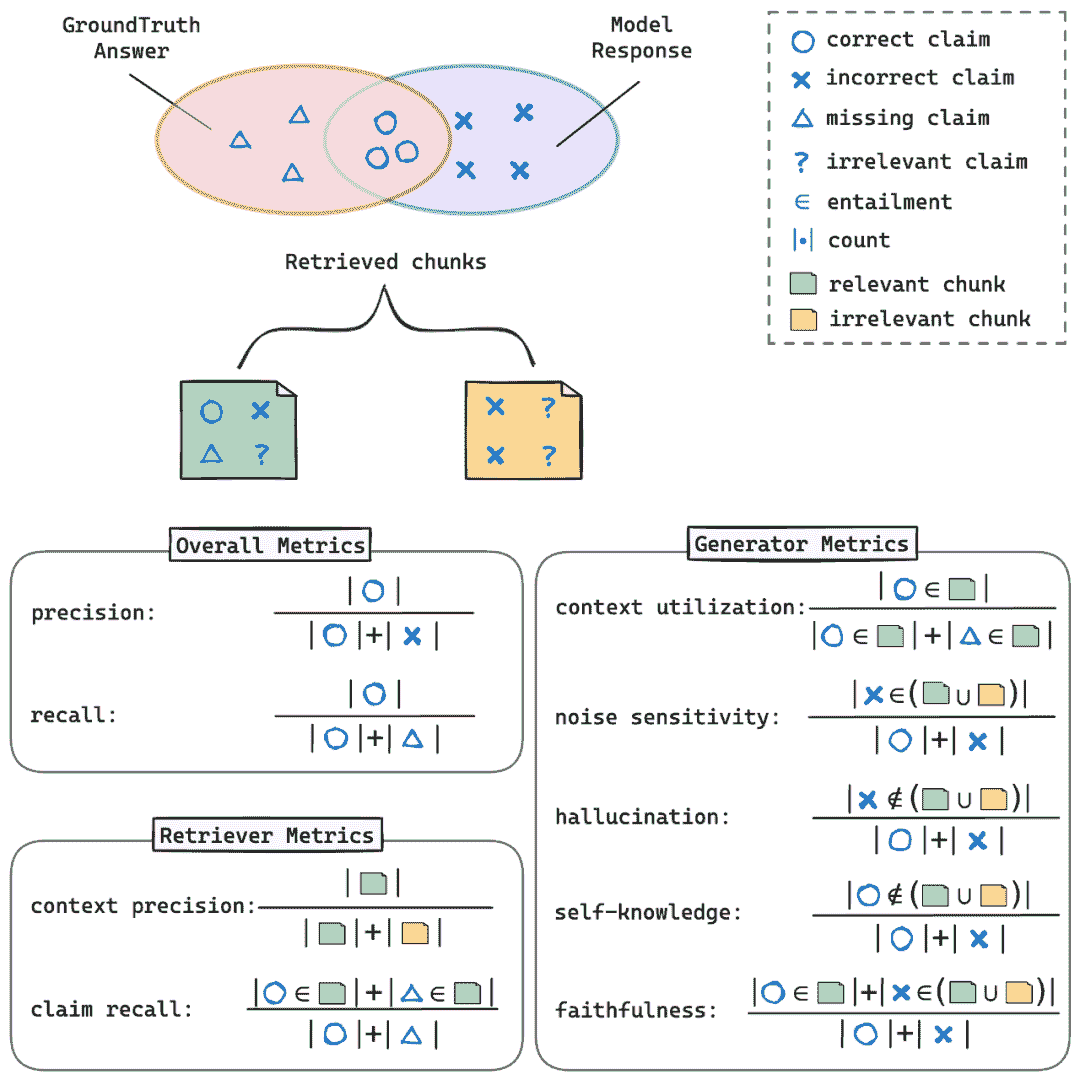 GroundTruth
Answer
Model
Response
correct claim
incorrect claim
missing claim
? irrelevant claim
∈ entailment
|•| count
relevant chunk
irrelevant chunk
Retrieved chunks
?
?
?
Overall Metrics
precision:
| |
| |+| |
recall:
| |
| |+| |
Retriever Metrics
context precision:
| |
| |+| |
claim recall:
| ∈ |+| ∈ |
| |+| |
Generator Metrics
context utilization:
| ∈ |
| ∈ |+| ∈ |
noise sensitivity:
| ∈( ∪ )|
| |+| |
hallucination:
| ∉( ∪ )|
| |+| |
self-knowledge:
| ∉( ∪ )|
| |+| |
faithfulness:
| ∈ |+| ∈( ∪ )|
| |+| |